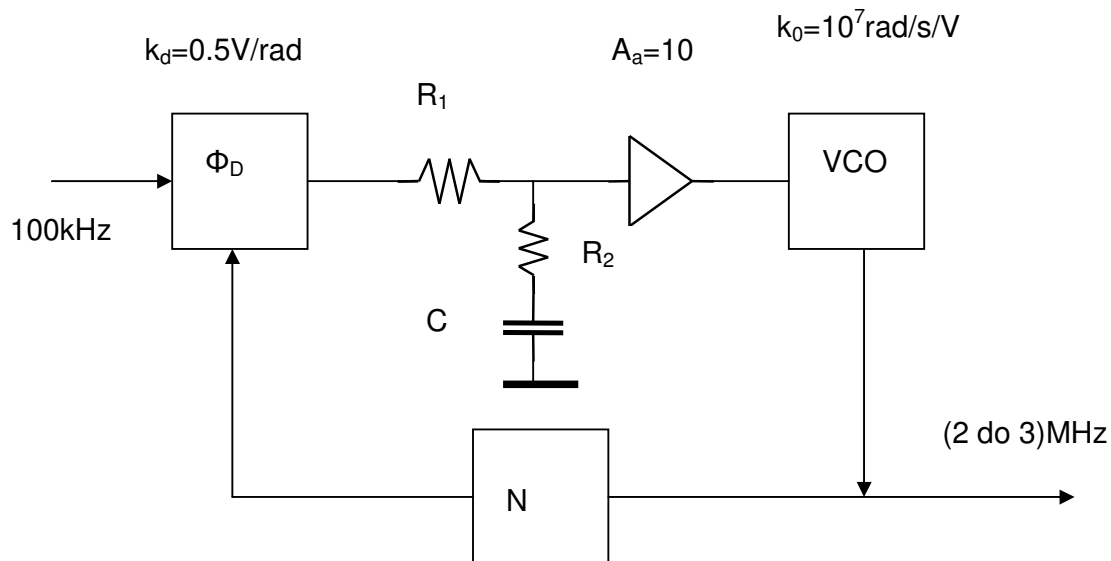 k_d=0.5V/rad
A_a=10
k_0=10^7rad/s/V
R_1
Φ_D
VCO
100kHz
R_2
C
(2 do 3)MHz
N